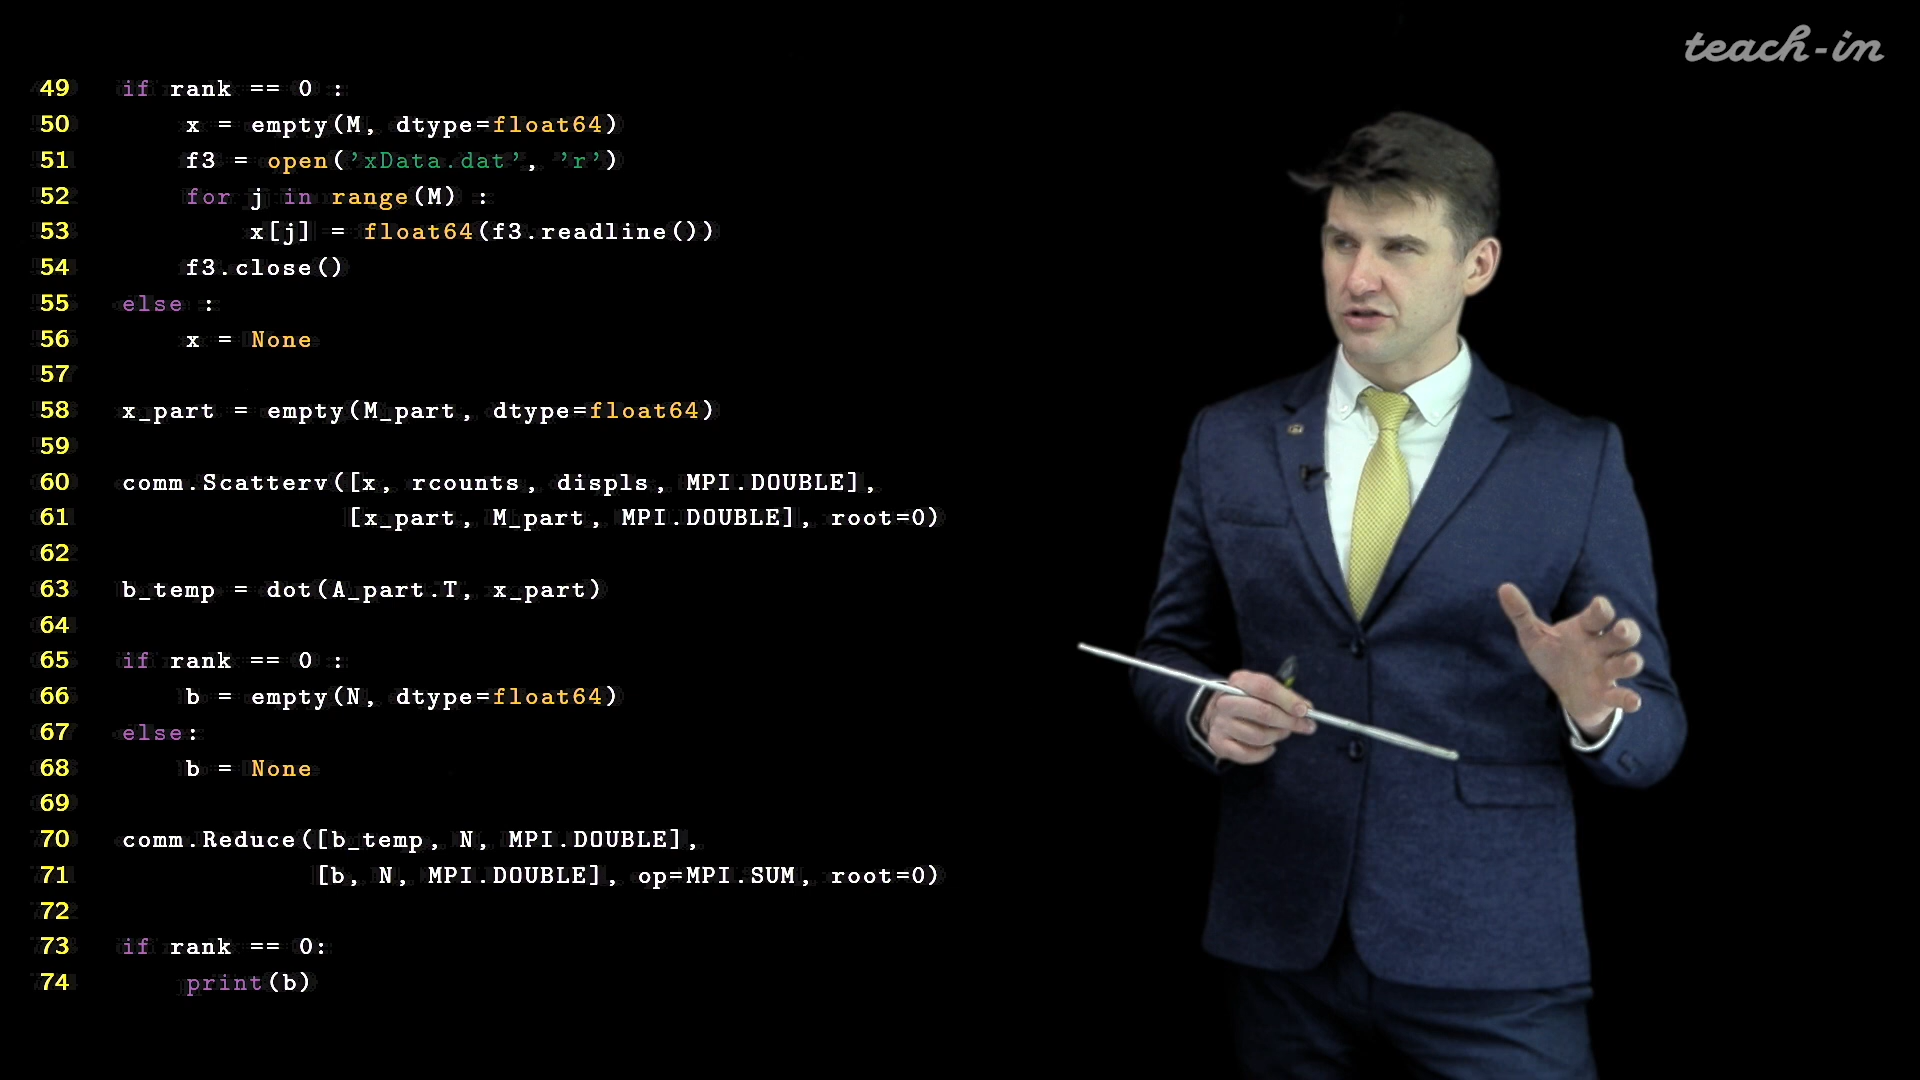 teach-in
49 if rank == 0 :
50     x = empty(M, dtype=float64)
51     f3 = open('xData.dat', 'r')
52     for j in range(M) :
53         x[j] = float64(f3.readline())
54     f3.close()
55 else :
56     x = None
57
58 x_part = empty(M_part, dtype=float64)
59
60 comm.Scatterv([x, rcounts, displs, MPI.DOUBLE],
61               [x_part, M_part, MPI.DOUBLE], root=0)
62
63 b_temp = dot(A_part.T, x_part)
64
65 if rank == 0 :
66     b = empty(N, dtype=float64)
67 else:
68     b = None
69
70 comm.Reduce([b_temp, N, MPI.DOUBLE],
71             [b, N, MPI.DOUBLE], op=MPI.SUM, root=0)
72
73 if rank == 0:
74     print(b)